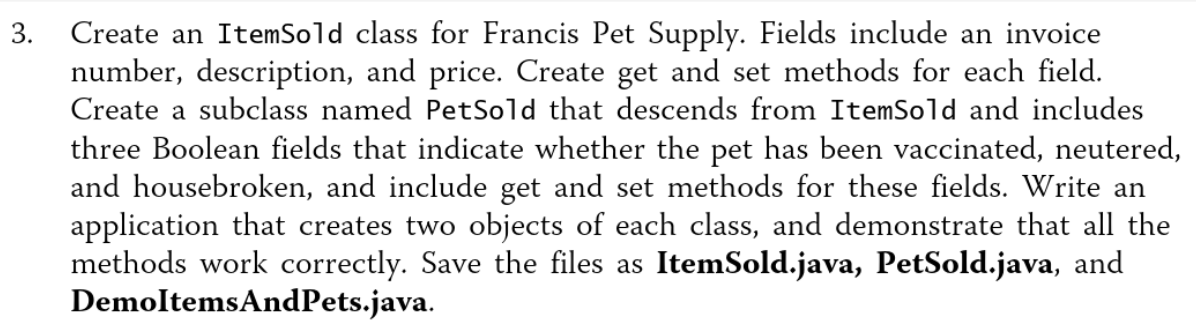 3. Create an ItemSold class for Francis Pet Supply. Fields include an invoice
number, description, and price. Create get and set methods for each field.
Create a subclass named PetSold that descends from ItemSold and includes
three Boolean fields that indicate whether the pet has been vaccinated, neutered,
and housebroken, and include get and set methods for these fields. Write an
application that creates two objects of each class, and demonstrate that all the
methods work correctly. Save the files as ItemSold.java, PetSold.java, and
DemoItemsAndPets.java.